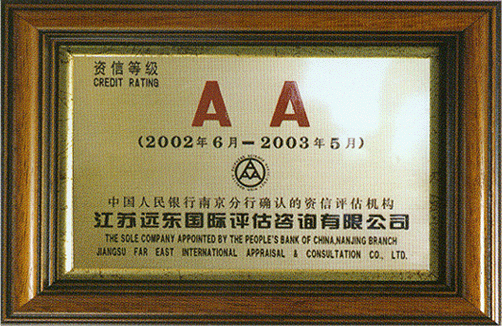 资信等级
CREDIT RATING
A A
(2002年6月-2003年5月)
中国人民银行南京分行确认的资信评估机构
江苏远东国际评估咨询有限公司
THE SOLE COMPANY APPOINTED BY THE PEOPLE'S BANK OF CHINA,NANJING BRANCH
JIANGSU FAR EAST INTERNATIONAL APPRAISAL & CONSULTATION CO., LTD.